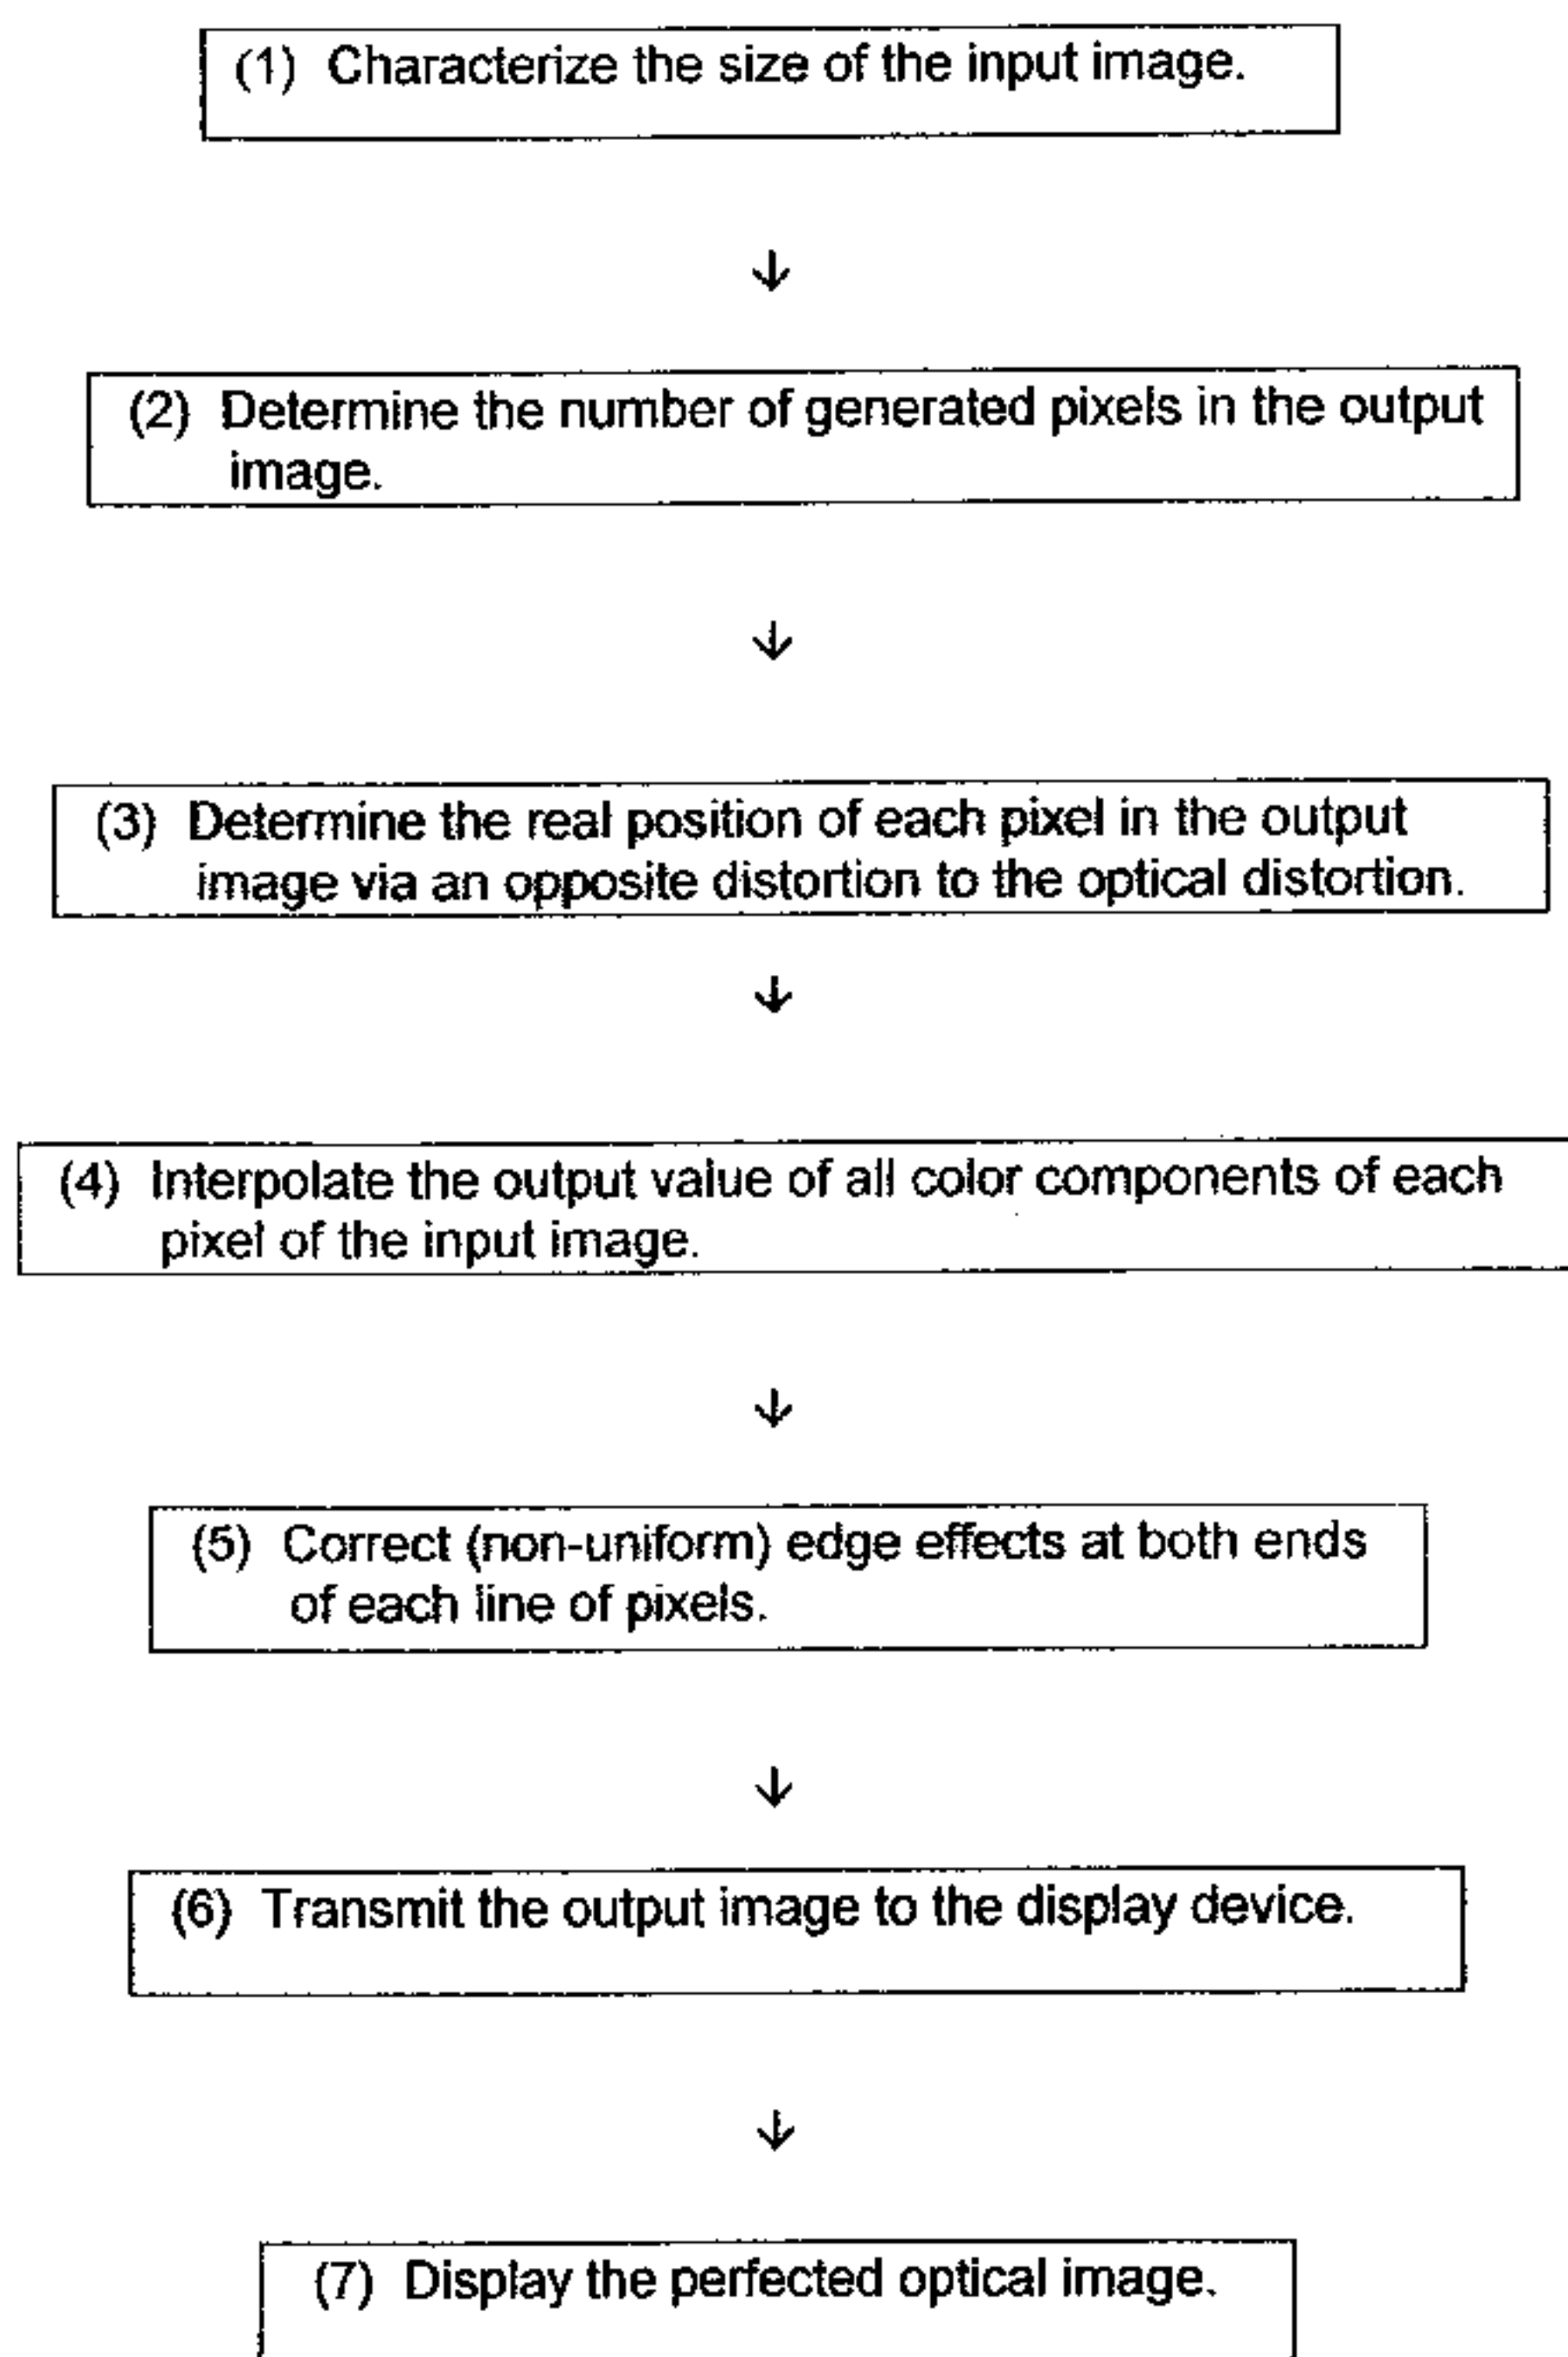 (1) Characterize the size of the input image.
↓
(2) Determine the number of generated pixels in the output
image.
↓
(3) Determine the real position of each pixel in the output
image via an opposite distortion to the optical distortion.
↓
(4) Interpolate the output value of all color components of each
pixel of the input image.
↓
(5) Correct (non-uniform) edge effects at both ends
of each line of pixels.
↓
(6) Transmit the output image to the display device.
↓
(7) Display the perfected optical image.